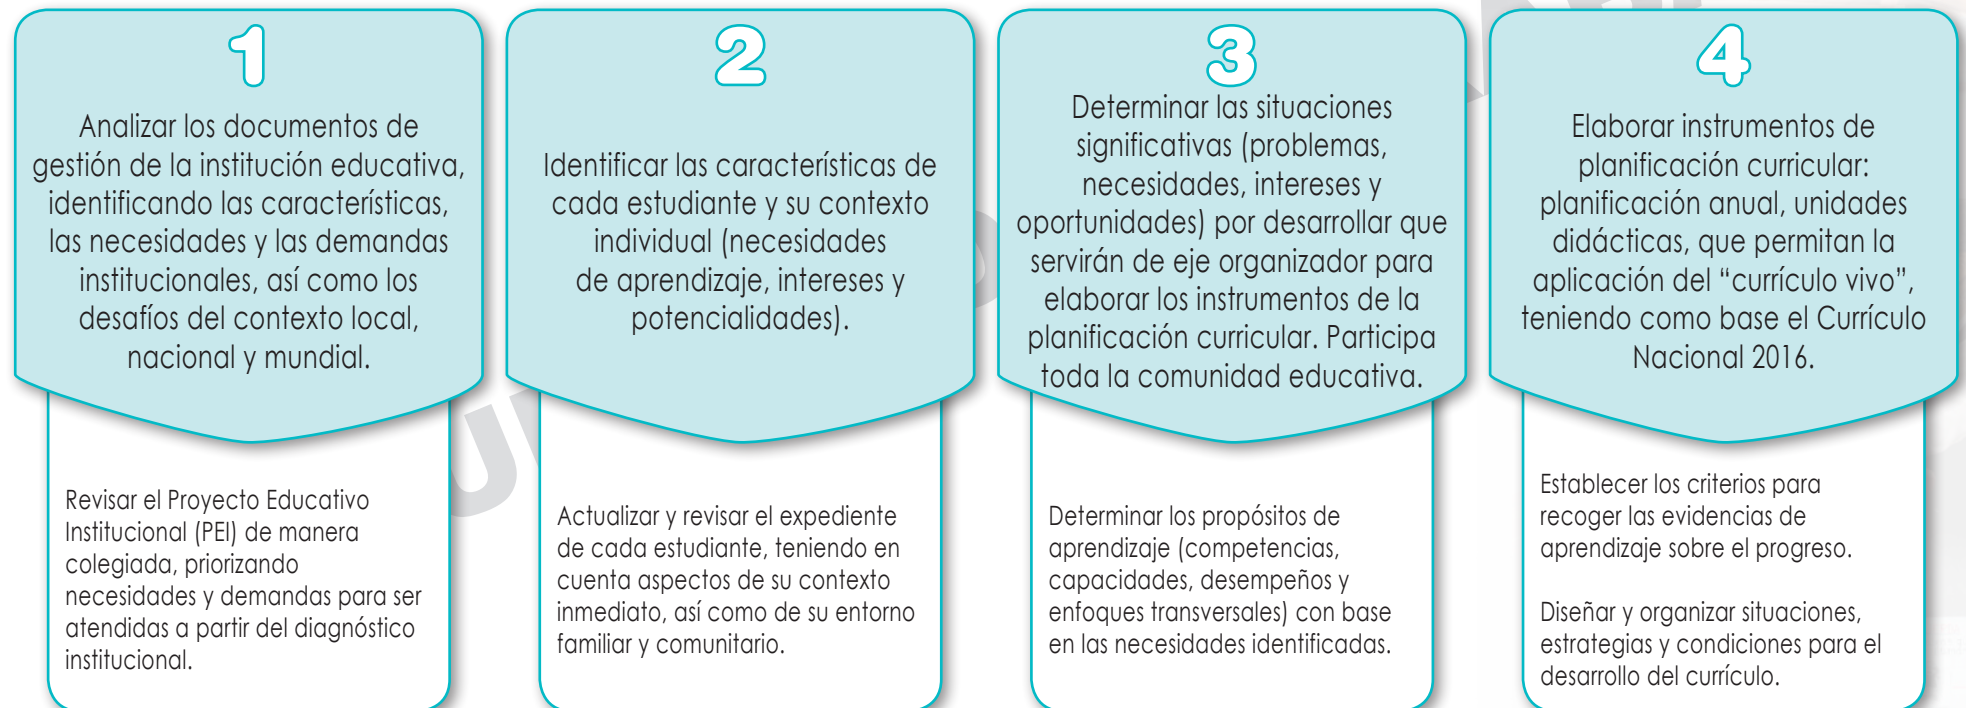 1
Analizar los documentos de
gestión de la institución educativa,
identificando las características,
las necesidades y las demandas
institucionales, así como los
desafíos del contexto local,
nacional y mundial.
Revisar el Proyecto Educativo
Institucional (PEI) de manera
colegiada, priorizando
necesidades y demandas para ser
atendidas a partir del diagnóstico
institucional.
2
Identificar las características de
cada estudiante y su contexto
individual (necesidades
de aprendizaje, intereses y
potencialidades).
Actualizar y revisar el expediente
de cada estudiante, teniendo en
cuenta aspectos de su contexto
inmediato, así como de su entorno
familiar y comunitario.
3
Determinar las situaciones
significativas (problemas,
necesidades, intereses y
oportunidades) por desarrollar que
servirán de eje organizador para
elaborar los instrumentos de la
planificación curricular. Participa
toda la comunidad educativa.
Determinar los propósitos de
aprendizaje (competencias,
capacidades, desempeños y
enfoques transversales) con base
en las necesidades identificadas.
4
Elaborar instrumentos de
planificación curricular:
planificación anual, unidades
didácticas, que permitan la
aplicación del “currículo vivo”,
teniendo como base el Currículo
Nacional 2016.
Establecer los criterios para
recoger las evidencias de
aprendizaje sobre el progreso.
Diseñar y organizar situaciones,
estrategias y condiciones para el
desarrollo del currículo.